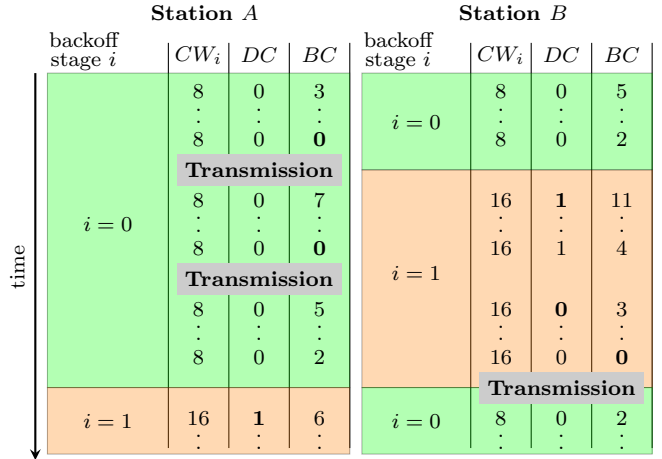 Station A
backoff stage i CW_i DC BC
8 0 3
. . .
. . .
8 0 0
Transmission
i = 0
8 0 7
. . .
. . .
8 0 0
Transmission
8 0 5
. . .
. . .
8 0 2
i = 1 16 1 6
. . .
. . .
Station B
backoff stage i CW_i DC BC
8 0 5
. . .
i = 0
. . .
8 0 2
16 1 11
. . .
. . .
16 1 4
i = 1
16 0 3
. . .
. . .
16 0 0
Transmission
i = 0 8 0 2
. . .
. . .
time